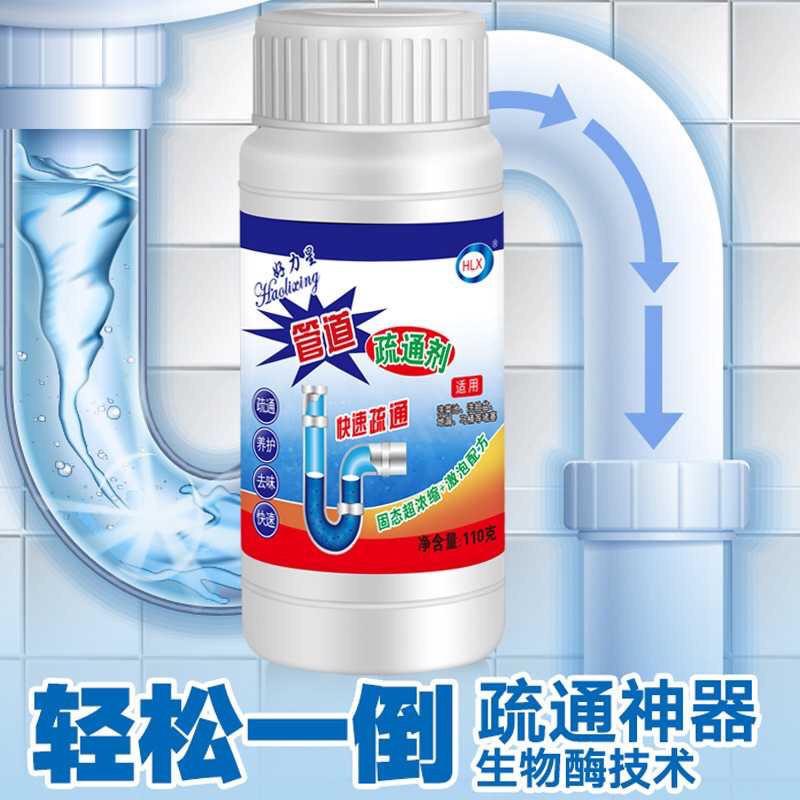 好力星
Haolixing
HLX
®
管道
疏通剂
适用
快速疏通
疏通
养护
去味
快速
固态超浓缩+激泡配方
净含量:110克
轻松一倒
疏通神器
生物酶技术